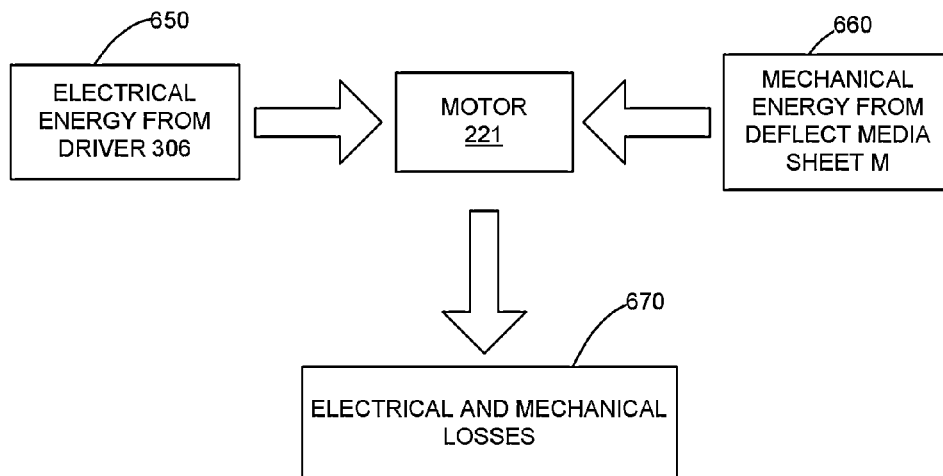 650
660
ELECTRICAL
ENERGY FROM
DRIVER 306
MOTOR
221
MECHANICAL
ENERGY FROM
DEFLECT MEDIA
SHEET M
670
ELECTRICAL AND MECHANICAL
LOSSES